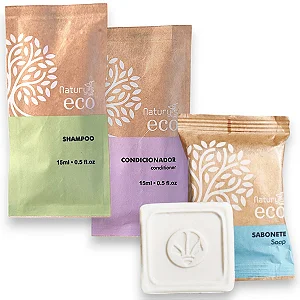 Natur
eco
SHAMPOO
15ml • 0.5 fl.oz
Natur
eco
CONDICIONADOR
conditioner
15ml • 0.5 fl.oz
Natur
eco
SABONETE
Soap